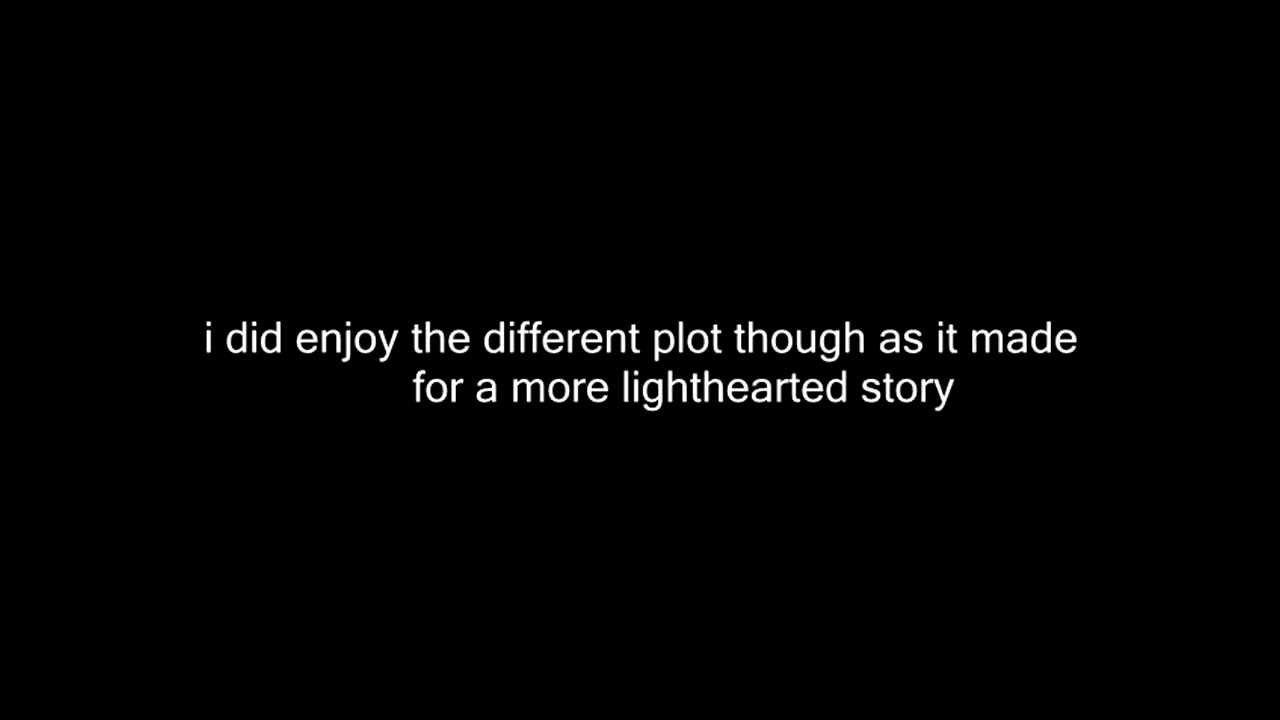 i did enjoy the different plot though as it made
for a more lighthearted story